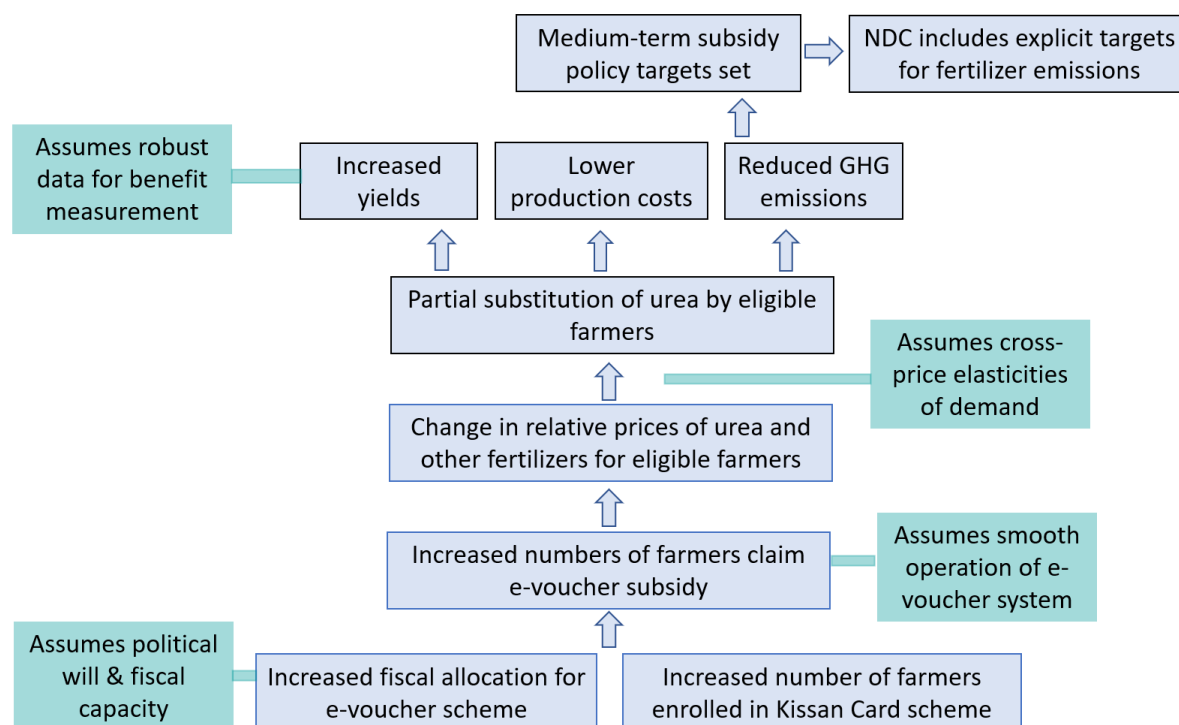 Medium-term subsidy
policy targets set
NDC includes explicit targets
for fertilizer emissions
Assumes robust
data for benefit
measurement
Increased
yields
Lower
production costs
Reduced GHG
emissions
Partial substitution of urea by eligible
farmers
Assumes cross-
price elasticities
of demand
Change in relative prices of urea and
other fertilizers for eligible farmers
Increased numbers of farmers claim
e-voucher subsidy
Assumes smooth
operation of e-
voucher system
Assumes political
will & fiscal
capacity
Increased fiscal allocation for
e-voucher scheme
Increased number of farmers
enrolled in Kissan Card scheme